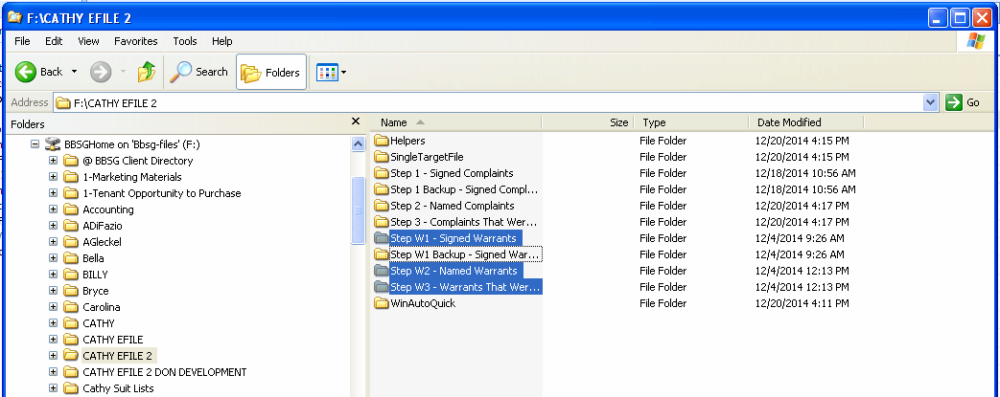 F:\CATHY EFILE 2
File Edit View Favorites Tools Help
Back Search Folders
Address F:\CATHY EFILE 2 Go
Folders
BBSGHome on 'Bbsg-files' (F:)
@ BBSG Client Directory
1-Marketing Materials
1-Tenant Opportunity to Purchase
Accounting
ADiFazio
AGleckel
Bella
BILLY
Bryce
Carolina
CATHY
CATHY EFILE
CATHY EFILE 2
CATHY EFILE 2 DON DEVELOPMENT
Cathy Suit Lists
Name Size Type Date Modified
Helpers File Folder 12/20/2014 4:15 PM
SingleTargetFile File Folder 12/20/2014 4:15 PM
Step 1 - Signed Complaints File Folder 12/18/2014 10:56 AM
Step 1 Backup - Signed Compl... File Folder 12/18/2014 10:56 AM
Step 2 - Named Complaints File Folder 12/20/2014 4:17 PM
Step 3 - Complaints That Wer... File Folder 12/20/2014 4:17 PM
Step W1 - Signed Warrants File Folder 12/4/2014 9:26 AM
Step W1 Backup - Signed War... File Folder 12/4/2014 9:26 AM
Step W2 - Named Warrants File Folder 12/4/2014 12:13 PM
Step W3 - Warrants That Wer... File Folder 12/4/2014 12:13 PM
WinAutoQuick File Folder 12/20/2014 4:11 PM